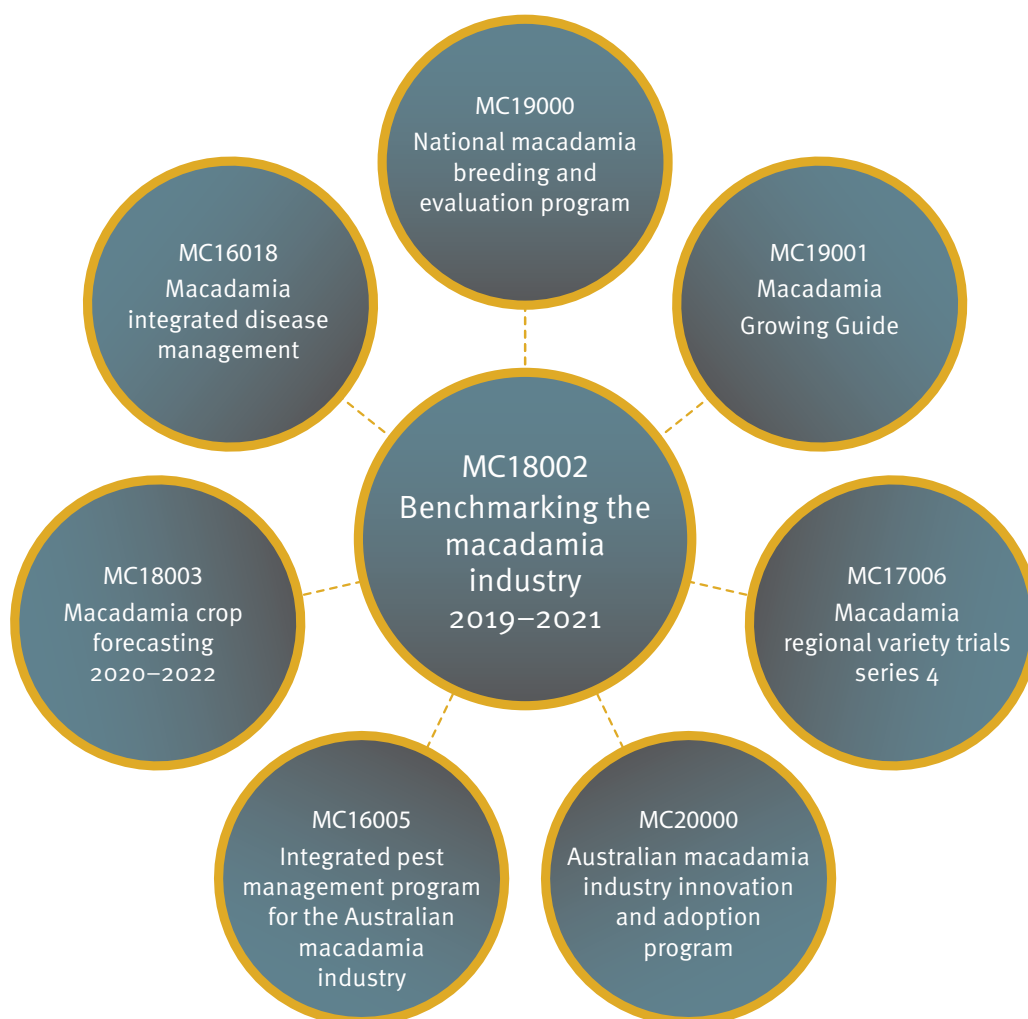 MC19000
National macadamia
breeding and
evaluation program
MC19001
Macadamia
Growing Guide
MC17006
Macadamia
regional variety trials
series 4
MC20000
Australian macadamia
industry innovation
and adoption
program
MC16005
Integrated pest
management program
for the Australian
macadamia
industry
MC18003
Macadamia crop
forecasting
2020–2022
MC16018
Macadamia
integrated disease
management
MC18002
Benchmarking the
macadamia
industry
2019–2021